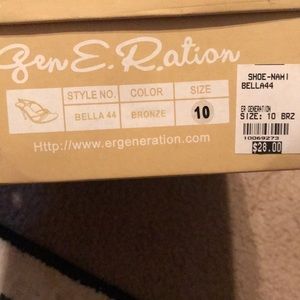 Gen E. Ration
STYLE NO. COLOR SIZE
BELLA 44 BRONZE 10
Http://www.ergeneration.com
SHOE-NAMI
BELLA44
ER GENERATION
SIZE: 10 BRZ
10069273
$28.00